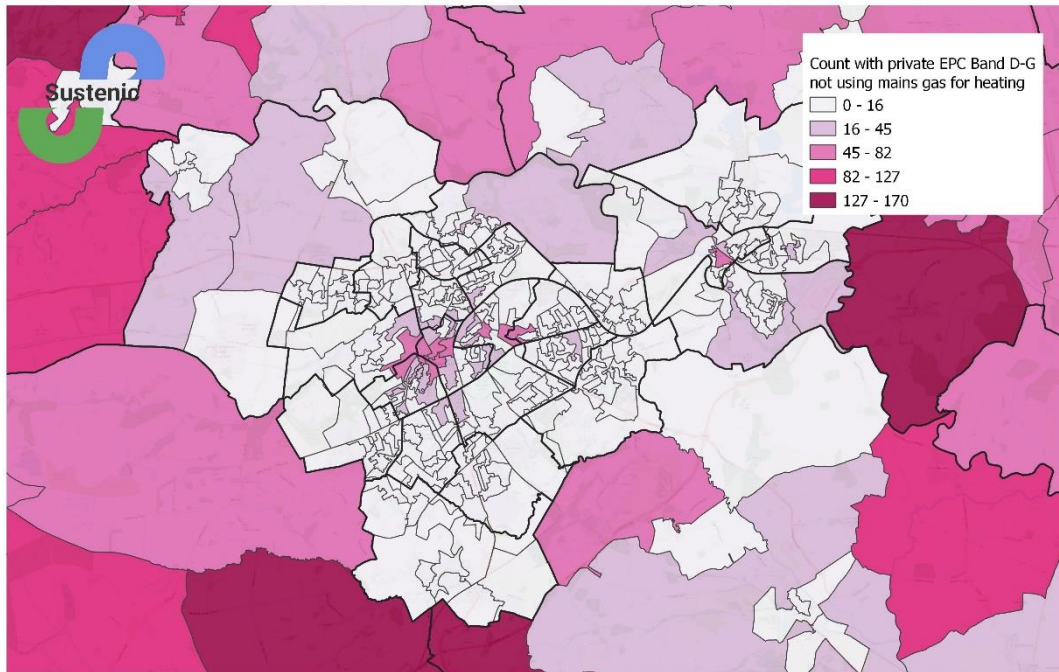 Sustenic
Count with private EPC Band D-G
not using mains gas for heating
0 - 16
16 - 45
45 - 82
82 - 127
127 - 170